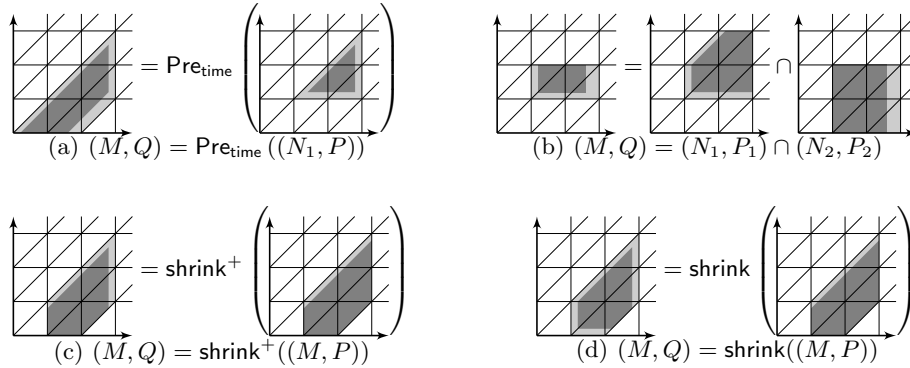 = Pre_time ( )
(a) (M, Q) = Pre_time((N_1, P))
= ∩
(b) (M, Q) = (N_1, P_1) ∩ (N_2, P_2)
= shrink^+ ( )
(c) (M, Q) = shrink^+((M, P))
= shrink ( )
(d) (M, Q) = shrink((M, P))